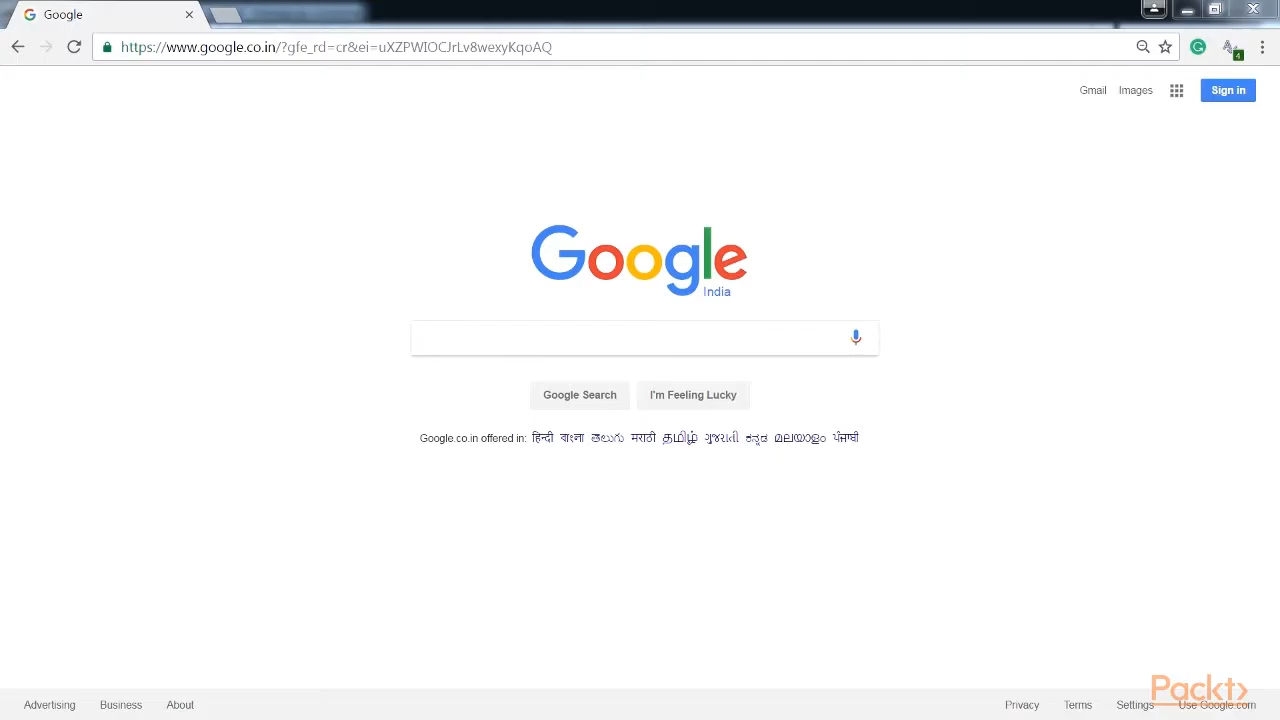 Google
https://www.google.co.in/?gfe_rd=cr&ei=uXZPWIOCJrLv8wexyKqoAQ
4
Gmail Images Sign in
Google
India
Google Search I'm Feeling Lucky
Google.co.in offered in: हिन्दी বাংলা తెలుగు मराठी தமிழ் ગુજરાતી ಕನ್ನಡ മലയാളം ਪੰਜਾਬੀ
Packt
Advertising Business About Privacy Terms Settings Use Google.com